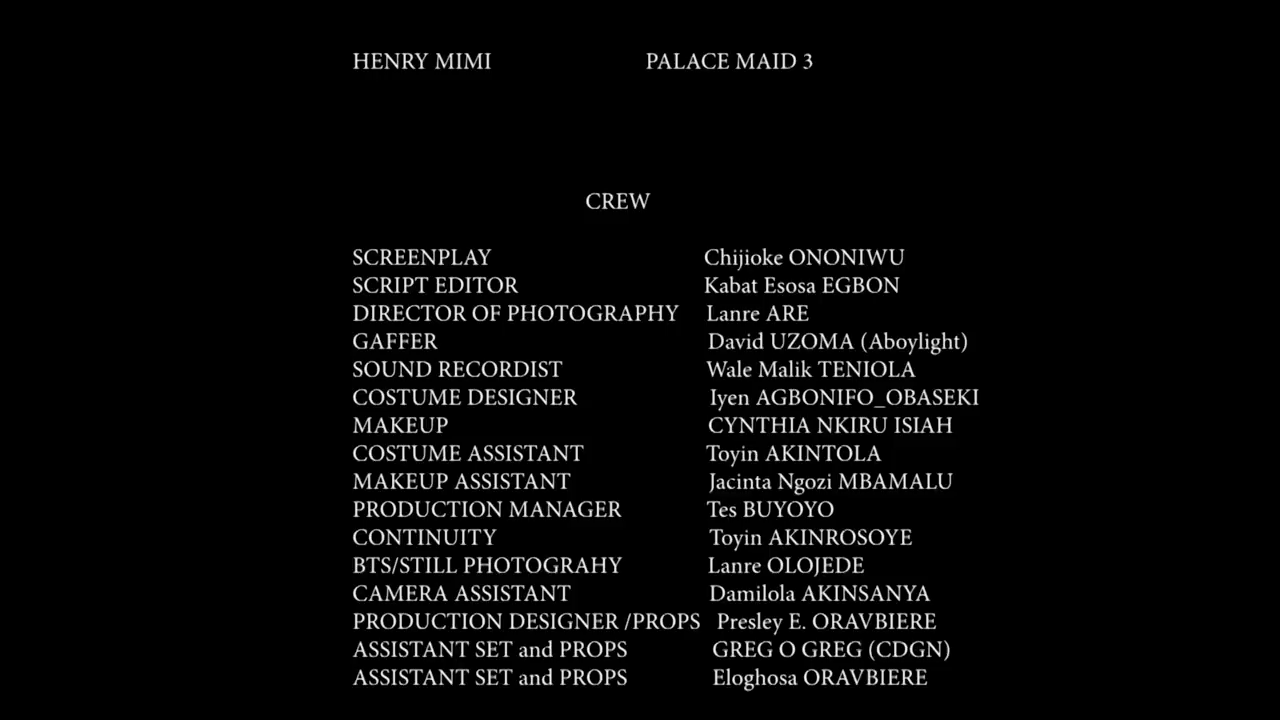 HENRY MIMI PALACE MAID 3
CREW
SCREENPLAY Chijioke ONONIWU
SCRIPT EDITOR Kabat Esosa EGBON
DIRECTOR OF PHOTOGRAPHY Lanre ARE
GAFFER David UZOMA (Aboylight)
SOUND RECORDIST Wale Malik TENIOLA
COSTUME DESIGNER Iyen AGBONIFO_OBASEKI
MAKEUP CYNTHIA NKIRU ISIAH
COSTUME ASSISTANT Toyin AKINTOLA
MAKEUP ASSISTANT Jacinta Ngozi MBAMALU
PRODUCTION MANAGER Tes BUYOYO
CONTINUITY Toyin AKINROSOYE
BTS/STILL PHOTOGRAHY Lanre OLOJEDE
CAMERA ASSISTANT Damilola AKINSANYA
PRODUCTION DESIGNER /PROPS Presley E. ORAVBIERE
ASSISTANT SET and PROPS GREG O GREG (CDGN)
ASSISTANT SET and PROPS Eloghosa ORAVBIERE